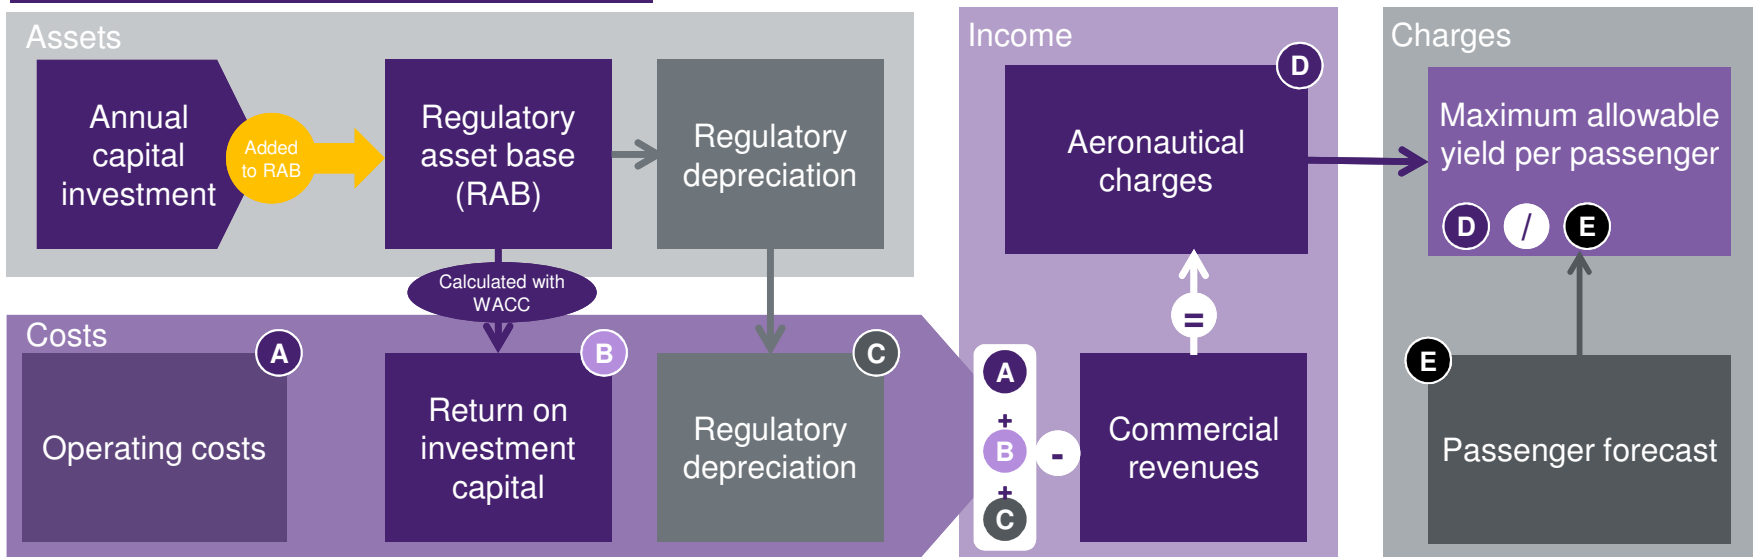 Assets
Annual
capital
investment
Added
to RAB
Regulatory
asset base
(RAB)
Regulatory
depreciation
Calculated with
WACC
Costs
A
Operating costs
B
Return on
investment
capital
C
Regulatory
depreciation
Income
D
Aeronautical
charges
=
A
+
B
+
C
-
Commercial
revenues
Charges
Maximum allowable
yield per passenger
D / E
E
Passenger forecast